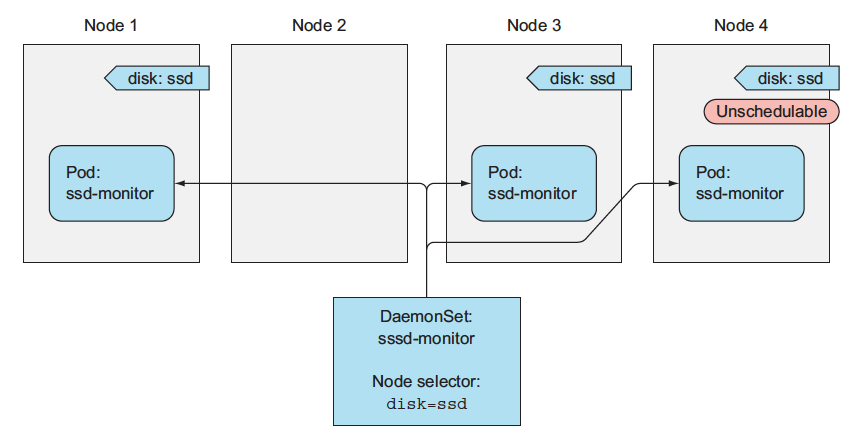 Node 1
Node 2
Node 3
Node 4
disk: ssd
disk: ssd
disk: ssd
Unschedulable
Pod:
ssd-monitor
Pod:
ssd-monitor
Pod:
ssd-monitor
DaemonSet:
sssd-monitor
Node selector:
disk=ssd